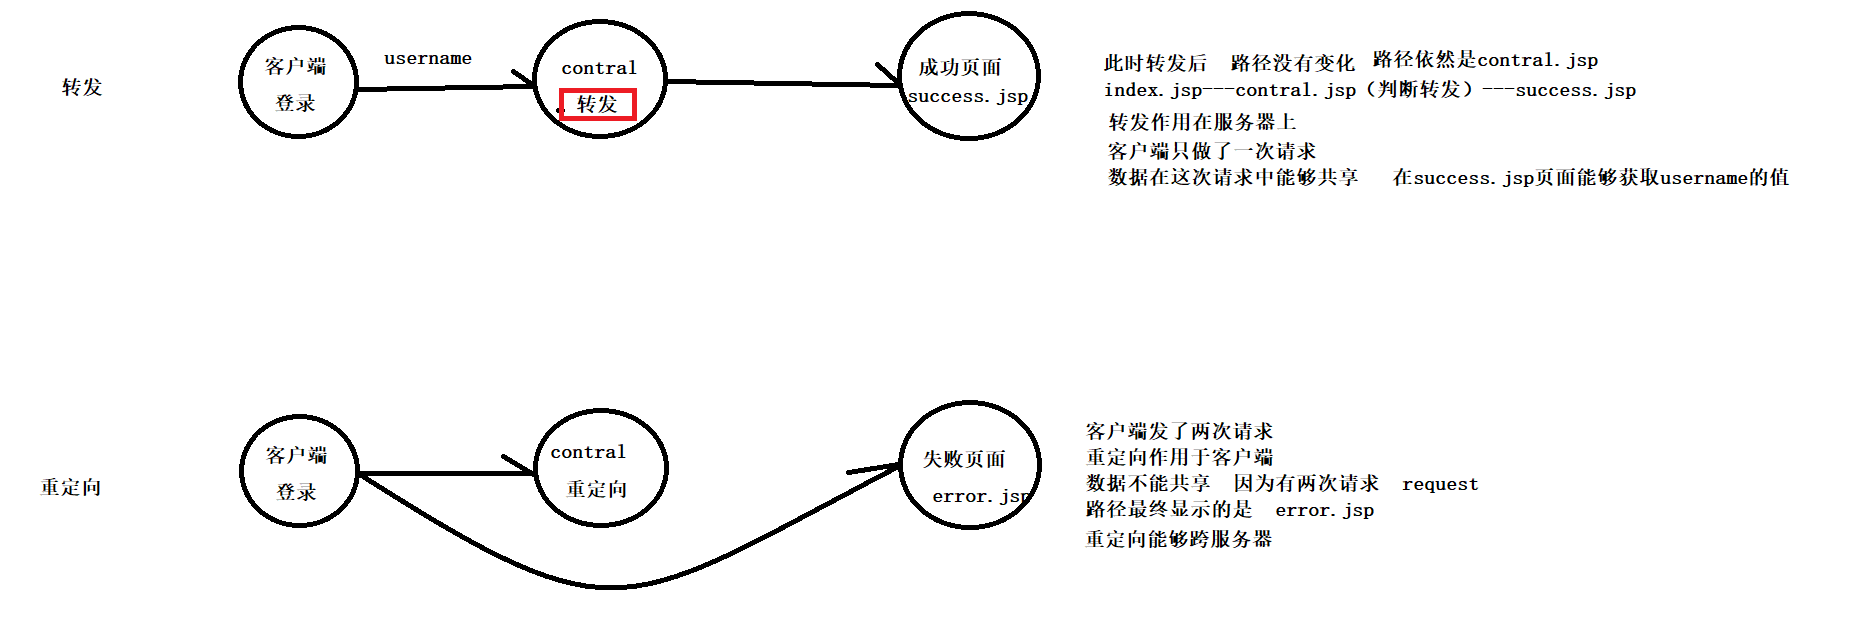 转发
客户端
登录
username
contral
转发
成功页面
success.jsp
此时转发后 路径没有变化 路径依然是contral.jsp
index.jsp---contral.jsp（判断转发）---success.jsp
转发作用在服务器上
客户端只做了一次请求
数据在这次请求中能够共享 在success.jsp页面能够获取username的值
重定向
客户端
登录
contral
重定向
失败页面
error.jsp
客户端发了两次请求
重定向作用于客户端
数据不能共享 因为有两次请求 request
路径最终显示的是 error.jsp
重定向能够跨服务器